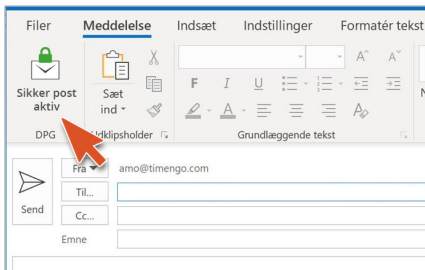 Filer Meddelelse Indsæt Indstillinger Formatér tekst
Sikker post
aktiv
Sæt
ind
F I U
A A
DPG Udklipsholder Grundlæggende tekst
Send
Fra amo@timengo.com
Til...
Cc...
Emne